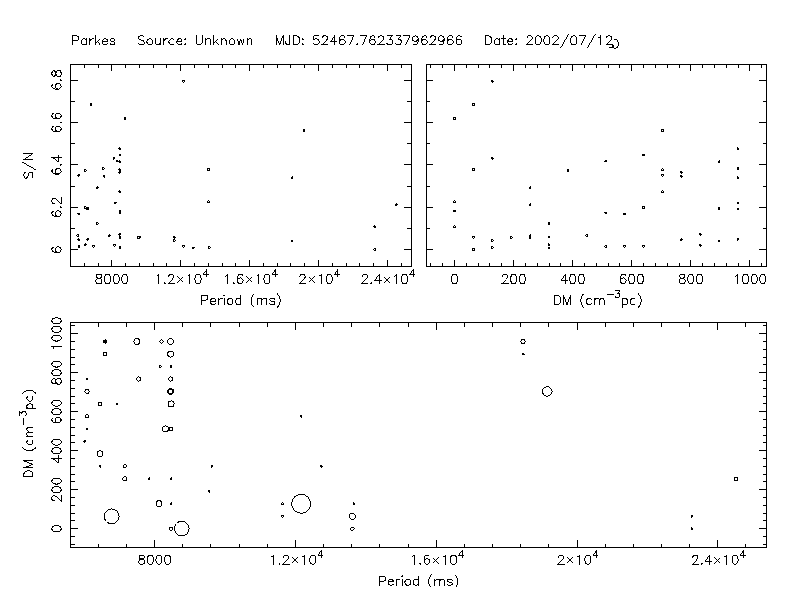 Parkes Source: Unknown MJD: 52467.762337962966 Date: 2002/07/12
S/N
6.8
6.6
6.4
6.2
6
8000 1.2×10⁴ 1.6×10⁴ 2×10⁴ 2.4×10⁴
Period (ms)
0 200 400 600 800 1000
DM (cm⁻³pc)
DM (cm⁻³pc)
1000
800
600
400
200
0
8000 1.2×10⁴ 1.6×10⁴ 2×10⁴ 2.4×10⁴
Period (ms)